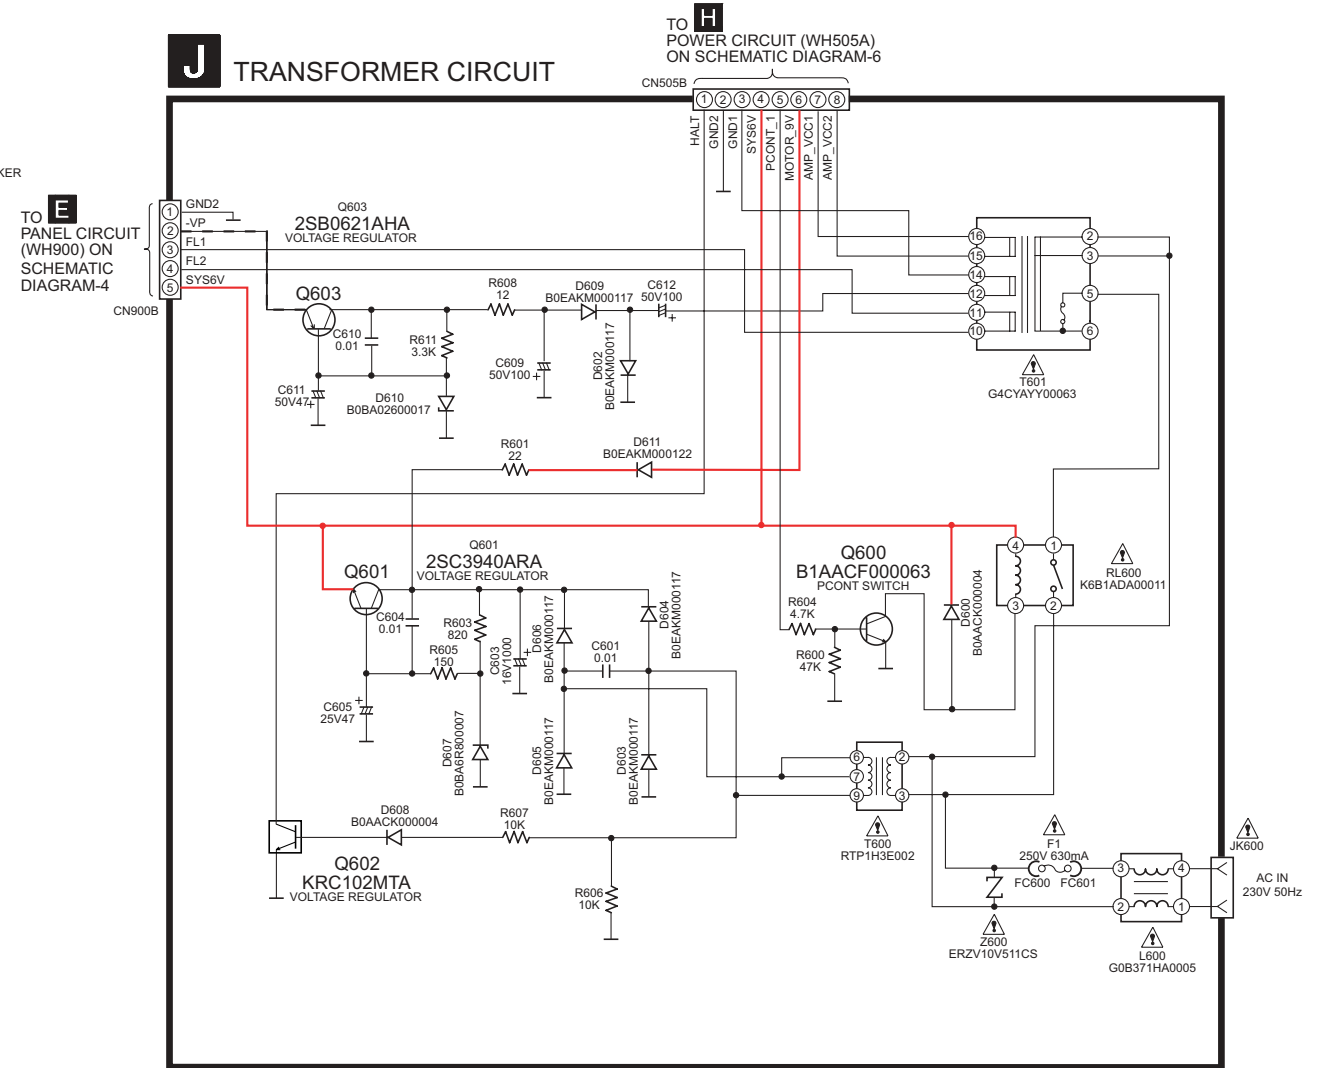 J TRANSFORMER CIRCUIT
TO H
POWER CIRCUIT (WH505A)
ON SCHEMATIC DIAGRAM-6
CN505B
1 2 3 4 5 6 7 8
HALT
GND2
GND1
SYS6V
PCONT_1
MOTOR_9V
AMP_VCC1
AMP_VCC2
KER
TO E
PANEL CIRCUIT
(WH900) ON
SCHEMATIC
DIAGRAM-4
1 GND2
2 -VP
3 FL1
4 FL2
5 SYS6V
CN900B
Q603
2SB0621AHA
VOLTAGE REGULATOR
Q603
C610
0.01
R611
3.3K
R608
12
D609
B0EAKM000117
C612
50V100
+
C609
50V100
+
D602
B0EAKM000117
C611
50V47
+
D610
B0BA02600017
16
15
14
12
11
10
2
3
5
6
T601
G4CYAYY00063
R601
22
D611
B0EAKM000122
Q601
2SC3940ARA
VOLTAGE REGULATOR
Q601
C604
0.01
R603
820
R605
150
C603
16V1000
+
D606
B0EAKM000117
C601
0.01
D604
B0EAKM000117
C605
25V47
+
D607
B0BA6R800007
D605
B0EAKM000117
D603
B0EAKM000117
Q600
B1AACF000063
PCONT SWITCH
R604
4.7K
R600
47K
D600
B0AACK000004
4 1
3 2
RL600
K6B1ADA00011
6
7
9
2
3
T600
RTP1H3E002
D608
B0AACK000004
R607
10K
Q602
KRC102MTA
VOLTAGE REGULATOR
R606
10K
F1
250V 630mA
FC600 FC601
Z600
ERZV10V511CS
3 4
2 1
L600
G0B371HA0005
JK600
AC IN
230V 50Hz